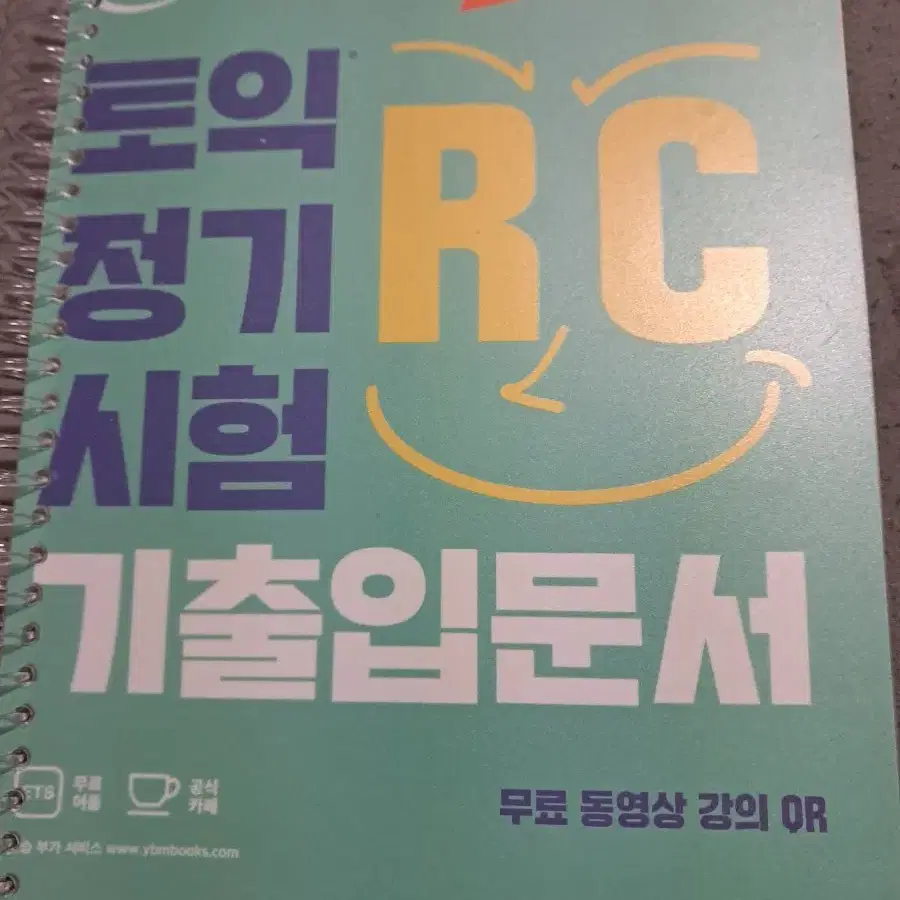 토익
정기
시험
RC
기출입문서
ETS
무료
어플
공식
카페
무료 동영상 강의 QR
부가 서비스 www.ybmbooks.com